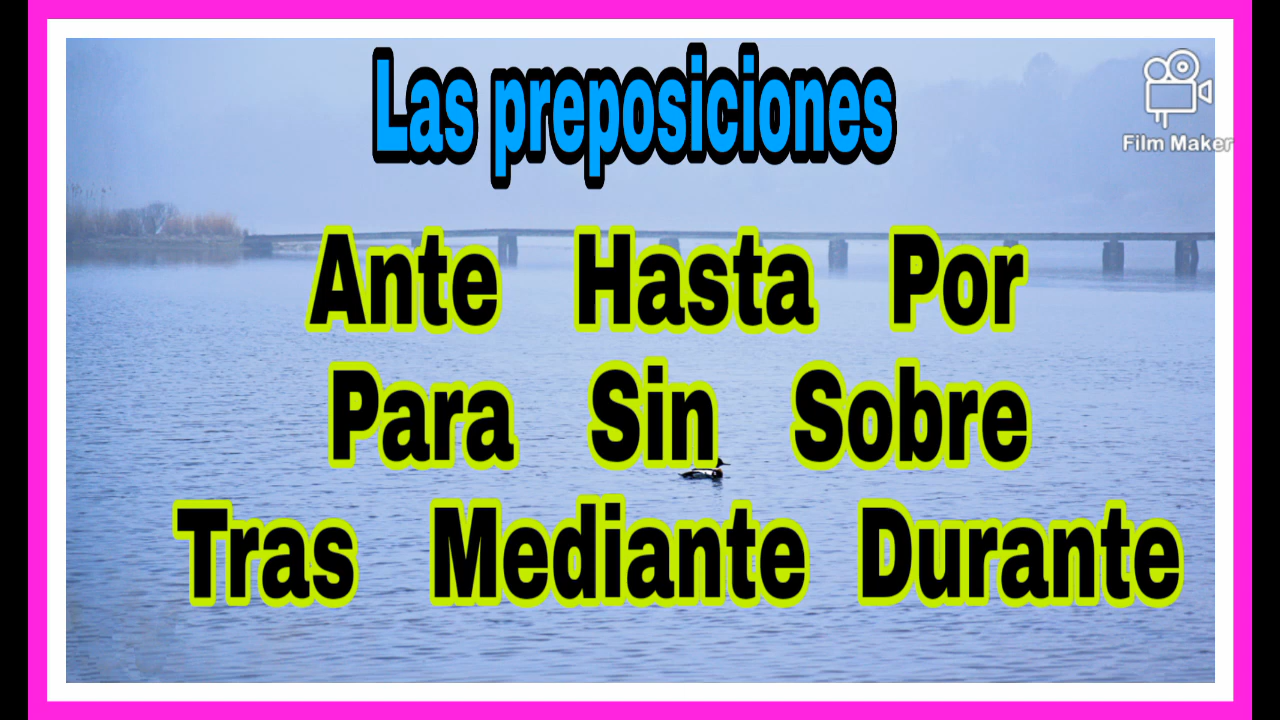 Las preposiciones
Film Maker
Ante Hasta Por
Para Sin Sobre
Tras Mediante Durante